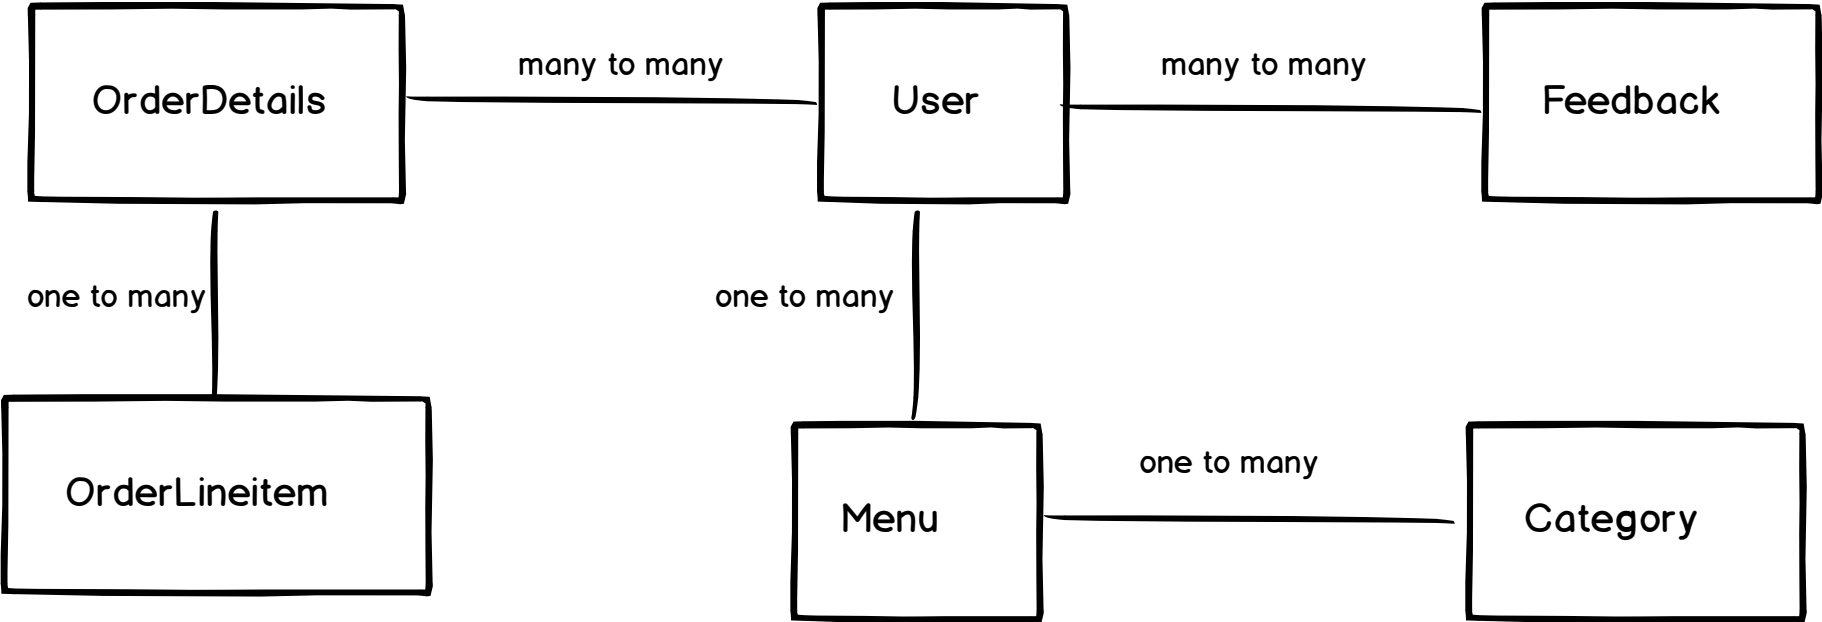 many to many
many to many
OrderDetails
User
Feedback
one to many
one to many
one to many
OrderLineitem
Menu
Category